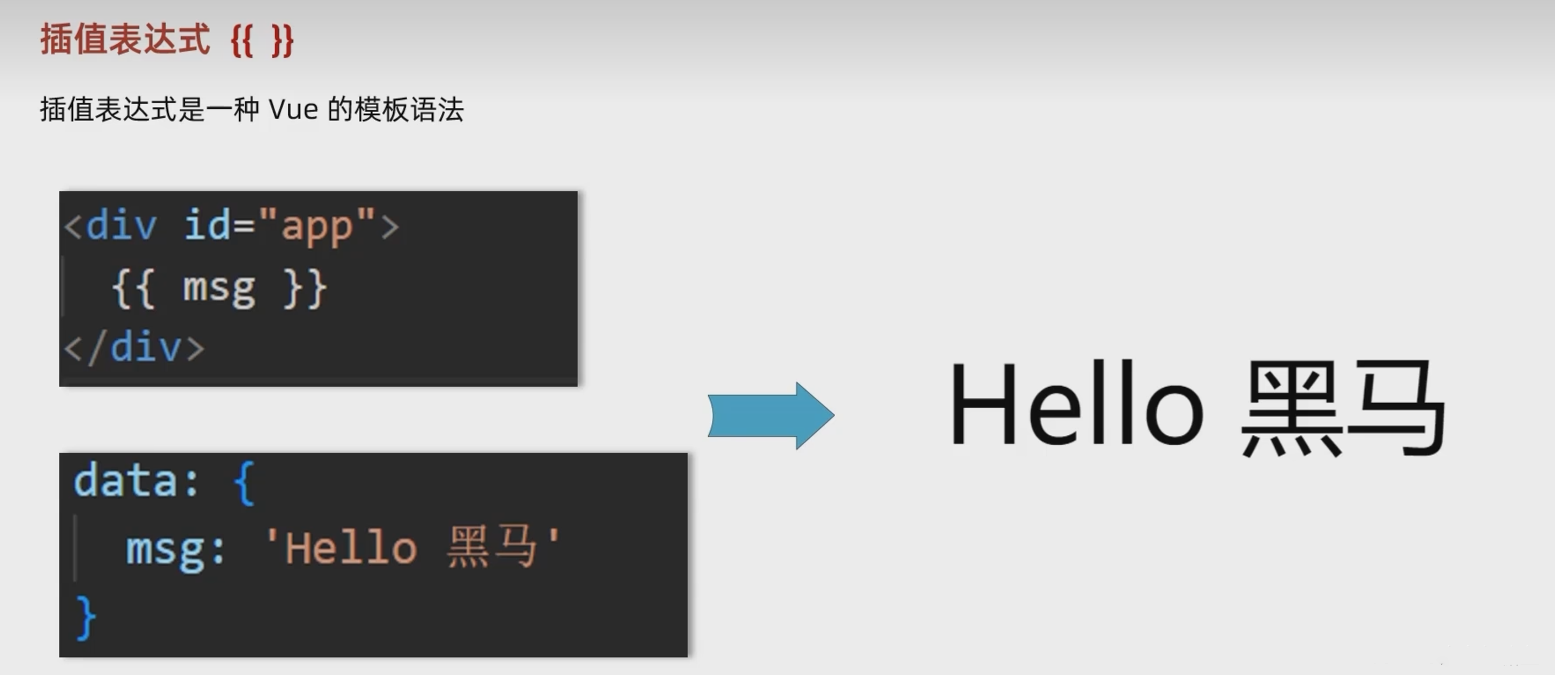 插值表达式 {{ }}
插值表达式是一种 Vue 的模板语法
<div id="app">
{{ msg }}
</div>
data: {
msg: 'Hello 黑马'
}
Hello 黑马